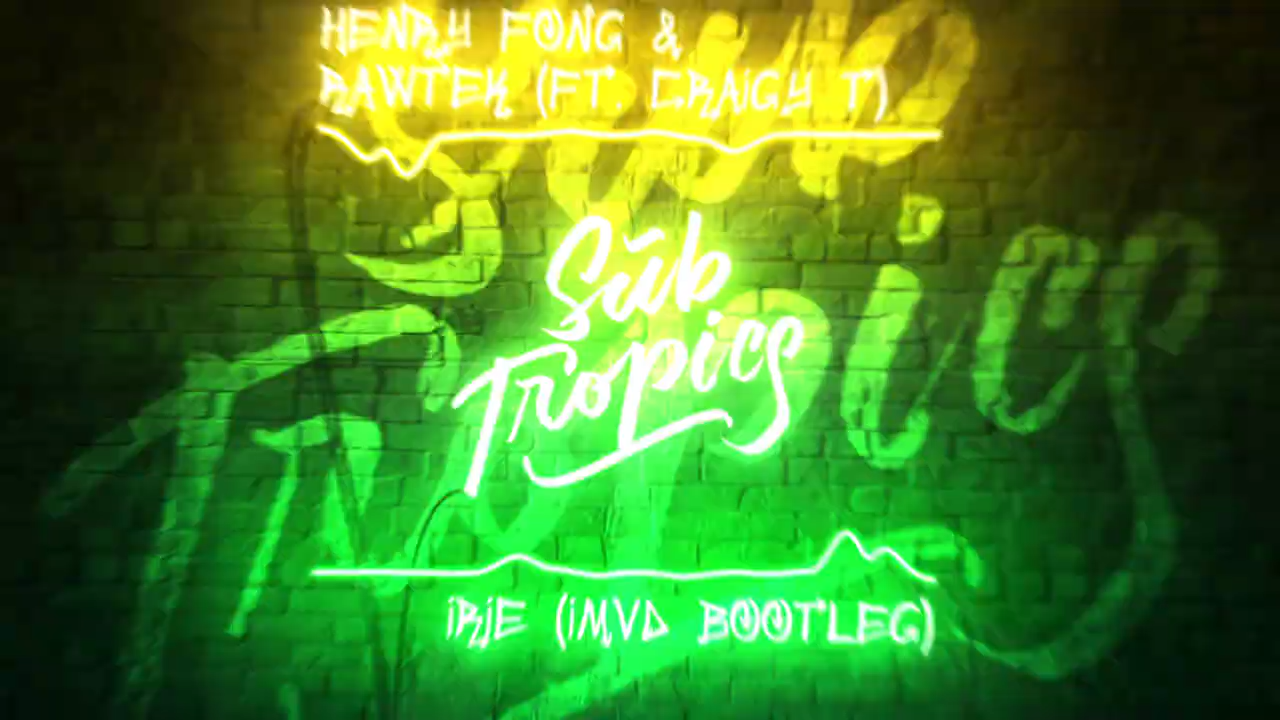 HENRY FONG &
RAWTEK (FT. CRAIGY T)
Sub
Tropics
IRIE (IMVD BOOTLEG)